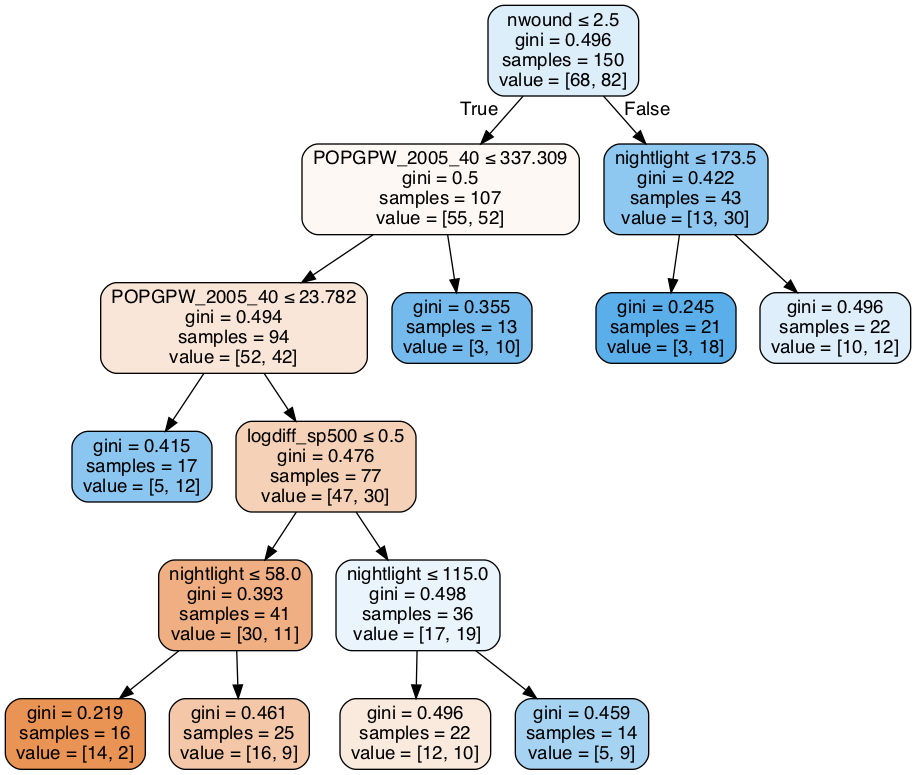 nwound ≤ 2.5
gini = 0.496
samples = 150
value = [68, 82]
True
False
POPGPW_2005_40 ≤ 337.309
gini = 0.5
samples = 107
value = [55, 52]
nightlight ≤ 173.5
gini = 0.422
samples = 43
value = [13, 30]
POPGPW_2005_40 ≤ 23.782
gini = 0.494
samples = 94
value = [52, 42]
gini = 0.355
samples = 13
value = [3, 10]
gini = 0.245
samples = 21
value = [3, 18]
gini = 0.496
samples = 22
value = [10, 12]
gini = 0.415
samples = 17
value = [5, 12]
logdiff_sp500 ≤ 0.5
gini = 0.476
samples = 77
value = [47, 30]
nightlight ≤ 58.0
gini = 0.393
samples = 41
value = [30, 11]
nightlight ≤ 115.0
gini = 0.498
samples = 36
value = [17, 19]
gini = 0.219
samples = 16
value = [14, 2]
gini = 0.461
samples = 25
value = [16, 9]
gini = 0.496
samples = 22
value = [12, 10]
gini = 0.459
samples = 14
value = [5, 9]